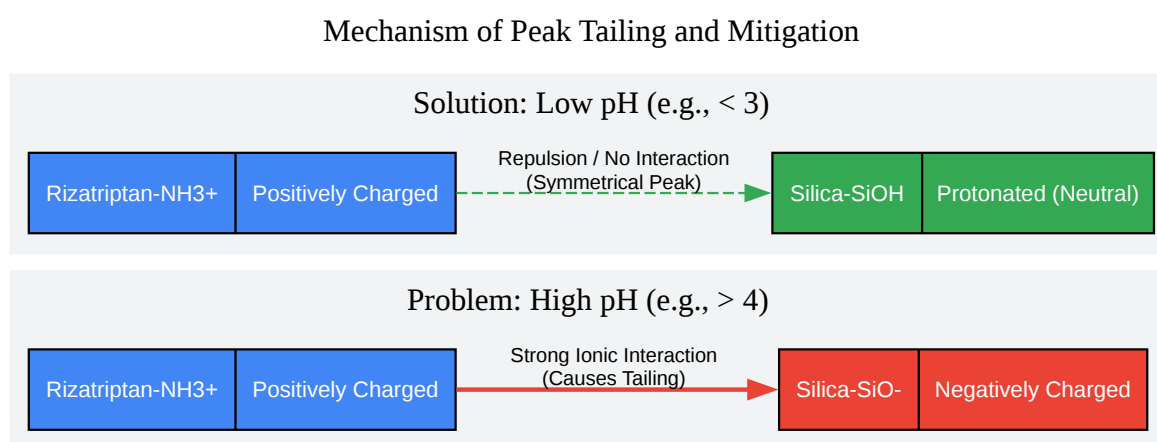 Mechanism of Peak Tailing and Mitigation
Solution: Low pH (e.g., < 3)
Rizatriptan-NH3+
Positively Charged
Repulsion / No Interaction
(Symmetrical Peak)
Silica-SiOH
Protonated (Neutral)
Problem: High pH (e.g., > 4)
Rizatriptan-NH3+
Positively Charged
Strong Ionic Interaction
(Causes Tailing)
Silica-SiO-
Negatively Charged